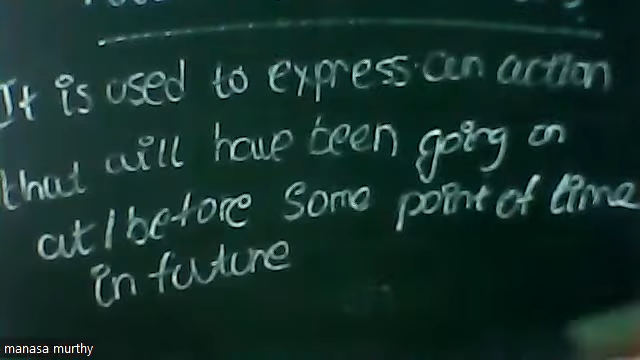 It is used to express an action
that will have been going on
at/before some point of time
in future
manasa murthy